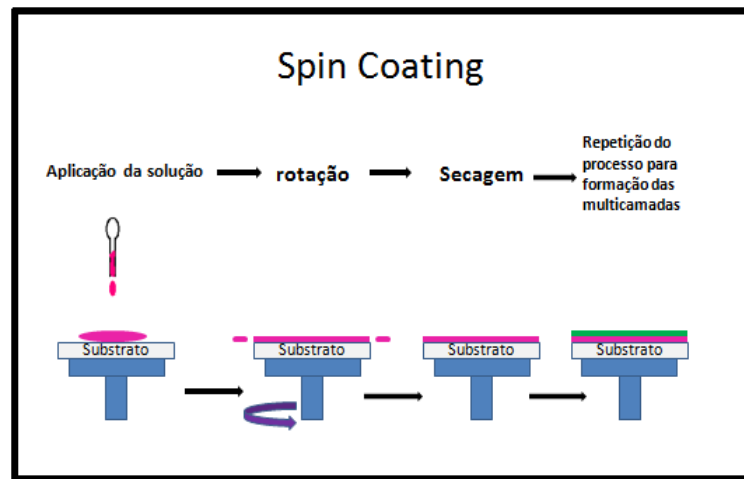 Spin Coating
Aplicação da solução
rotação
Secagem
Repetição do
processo para
formação das
multicamadas
Substrato
Substrato
Substrato
Substrato